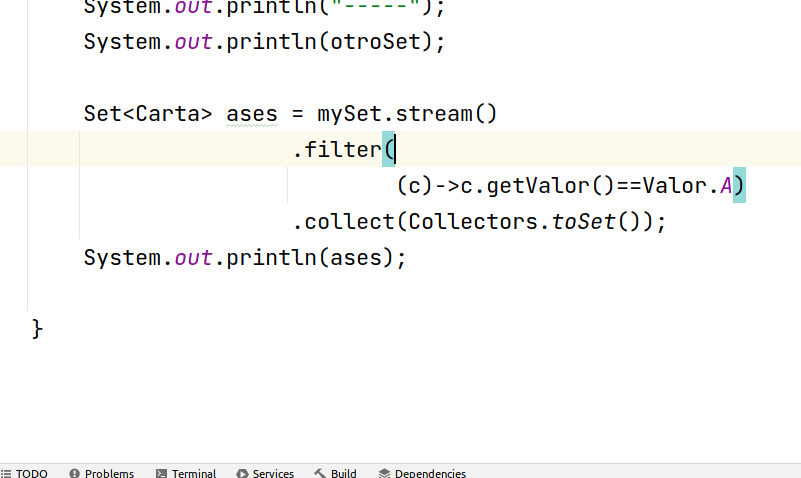 System.out.println("-----");
System.out.println(otroSet);
Set<Carta> ases = mySet.stream()
.filter(
(c)->c.getValor()==Valor.A)
.collect(Collectors.toSet());
System.out.println(ases);
}
TODO Problems Terminal Services Build Dependencies